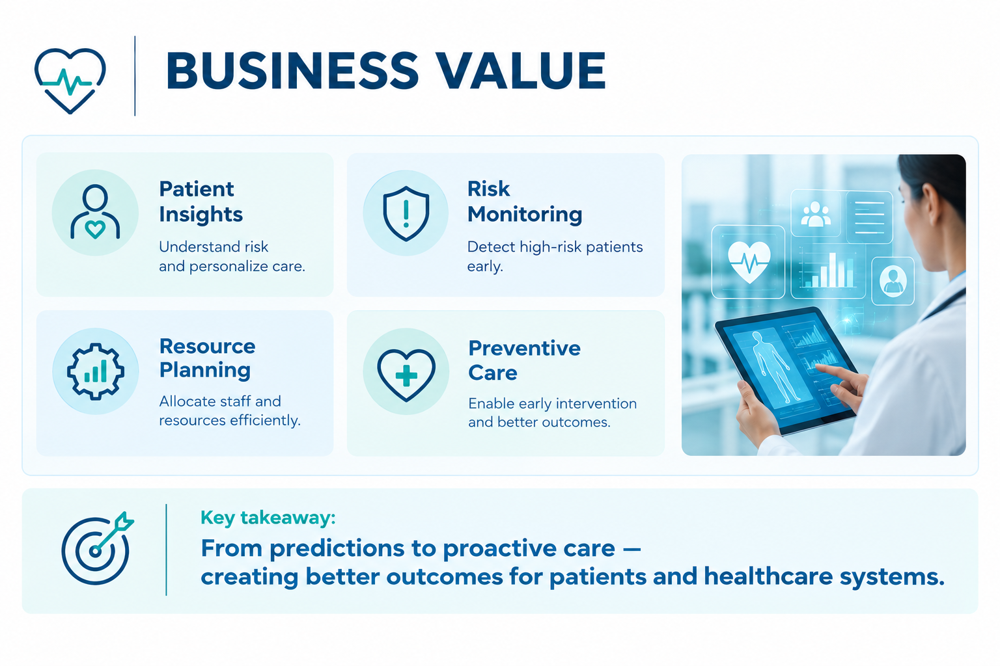 BUSINESS VALUE
Patient
Insights
Understand risk
and personalize care.
Risk
Monitoring
Detect high-risk patients
early.
Resource
Planning
Allocate staff and
resources efficiently.
Preventive
Care
Enable early intervention
and better outcomes.
Key takeaway:
From predictions to proactive care —
creating better outcomes for patients and healthcare systems.